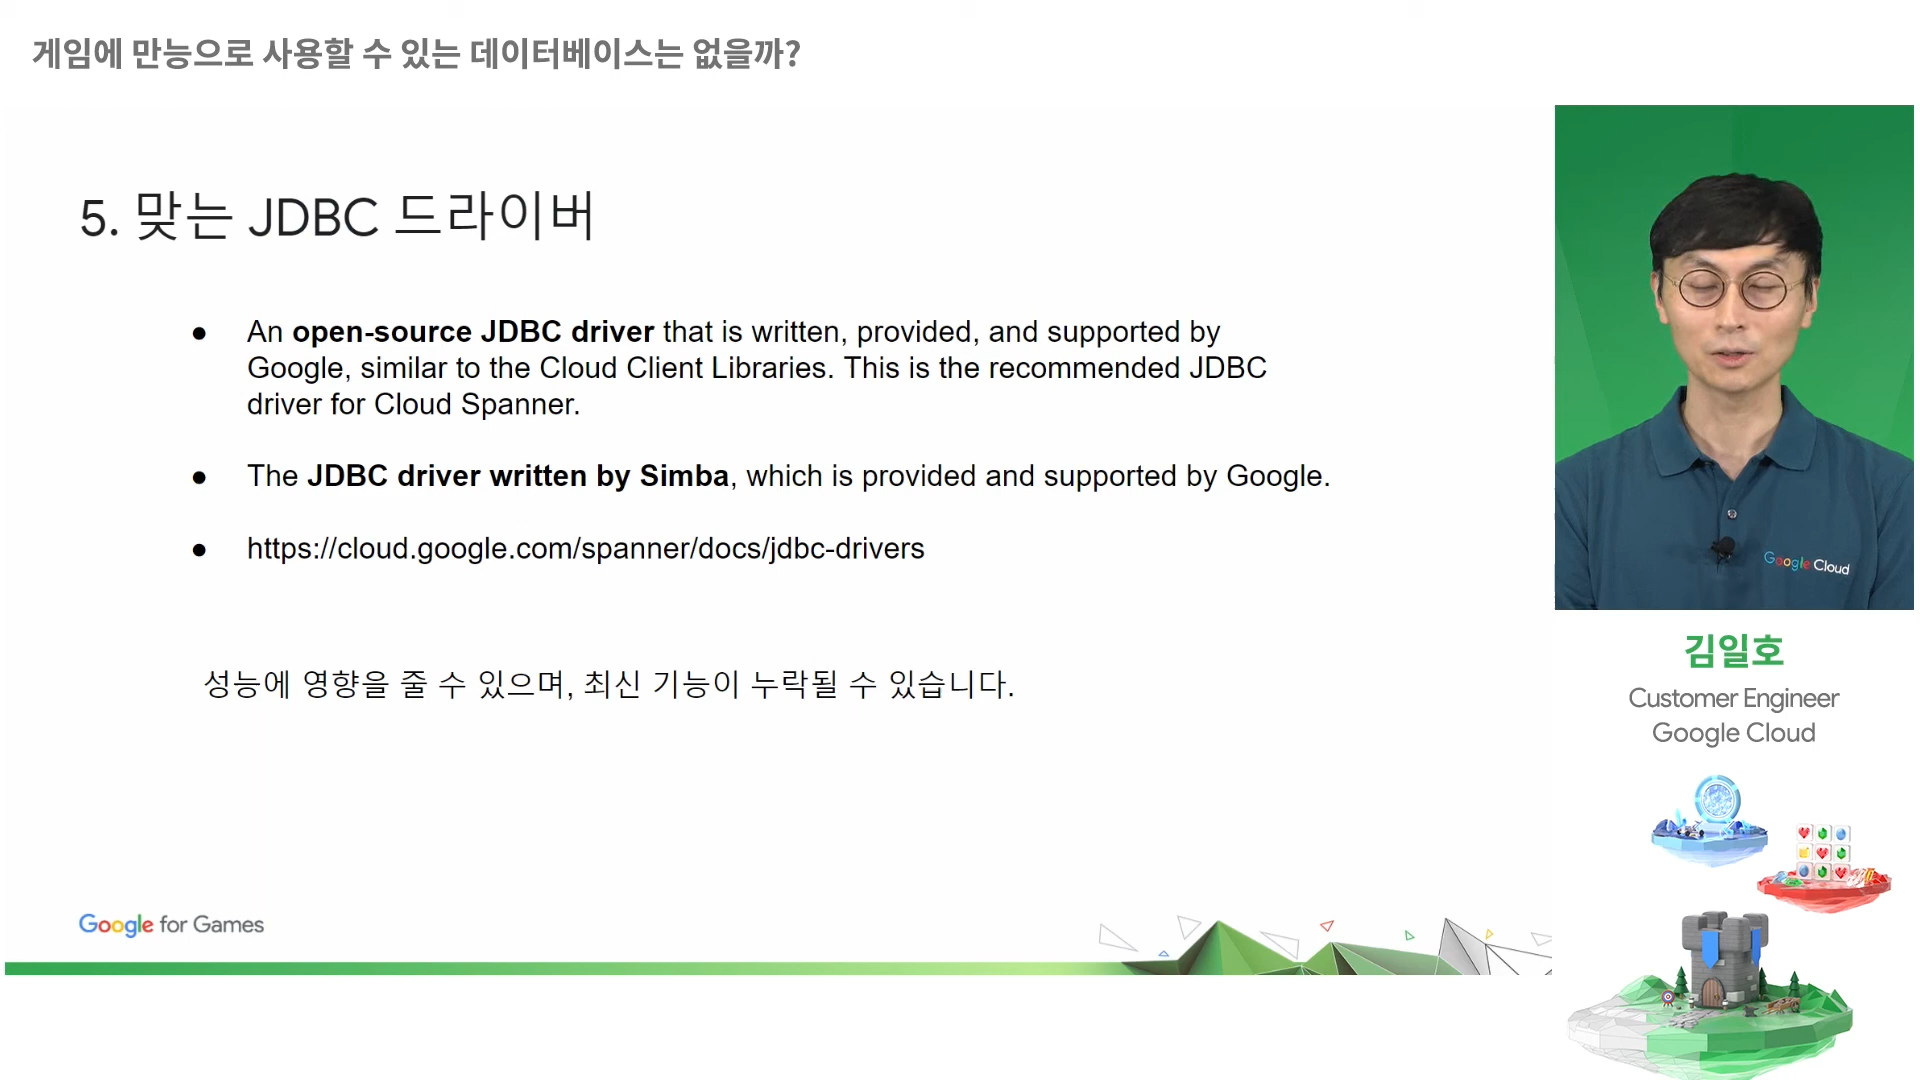 게임에 만능으로 사용할 수 있는 데이터베이스는 없을까?
5. 맞는 JDBC 드라이버
● An open-source JDBC driver that is written, provided, and supported by
Google, similar to the Cloud Client Libraries. This is the recommended JDBC
driver for Cloud Spanner.
● The JDBC driver written by Simba, which is provided and supported by Google.
● https://cloud.google.com/spanner/docs/jdbc-drivers
성능에 영향을 줄 수 있으며, 최신 기능이 누락될 수 있습니다.
Google for Games
Google Cloud
김일호
Customer Engineer
Google Cloud